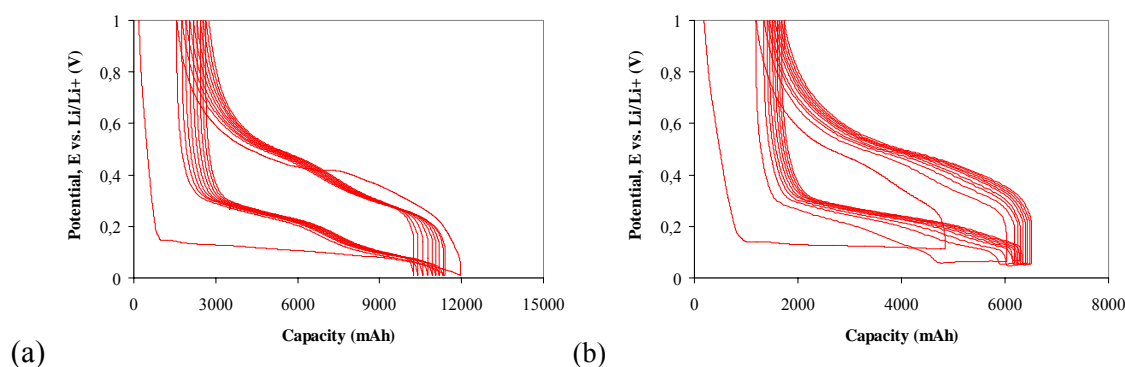 1
0,8
0,6
0,4
0,2
0
Potential, E vs. Li/Li+ (V)
0 3000 6000 9000 12000 15000
Capacity (mAh)
(a)
1
0,8
0,6
0,4
0,2
0
Potential, E vs. Li/Li+ (V)
0 2000 4000 6000 8000
Capacity (mAh)
(b)